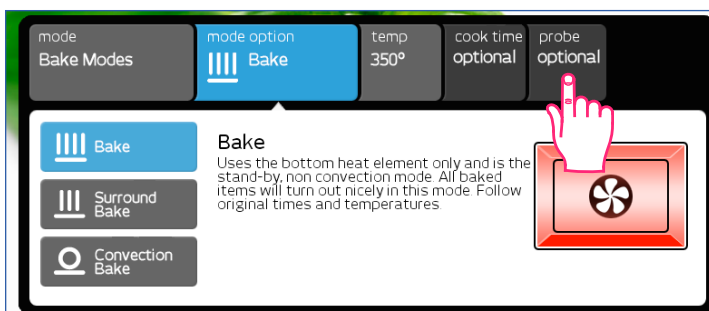 mode
Bake Modes
mode option
Bake
temp
350°
cook time
optional
probe
optional
Bake
Surround
Bake
Convection
Bake
Bake
Uses the bottom heat element only and is the
stand-by, non convection mode. All baked
items will turn out nicely in this mode. Follow
original times and temperatures.